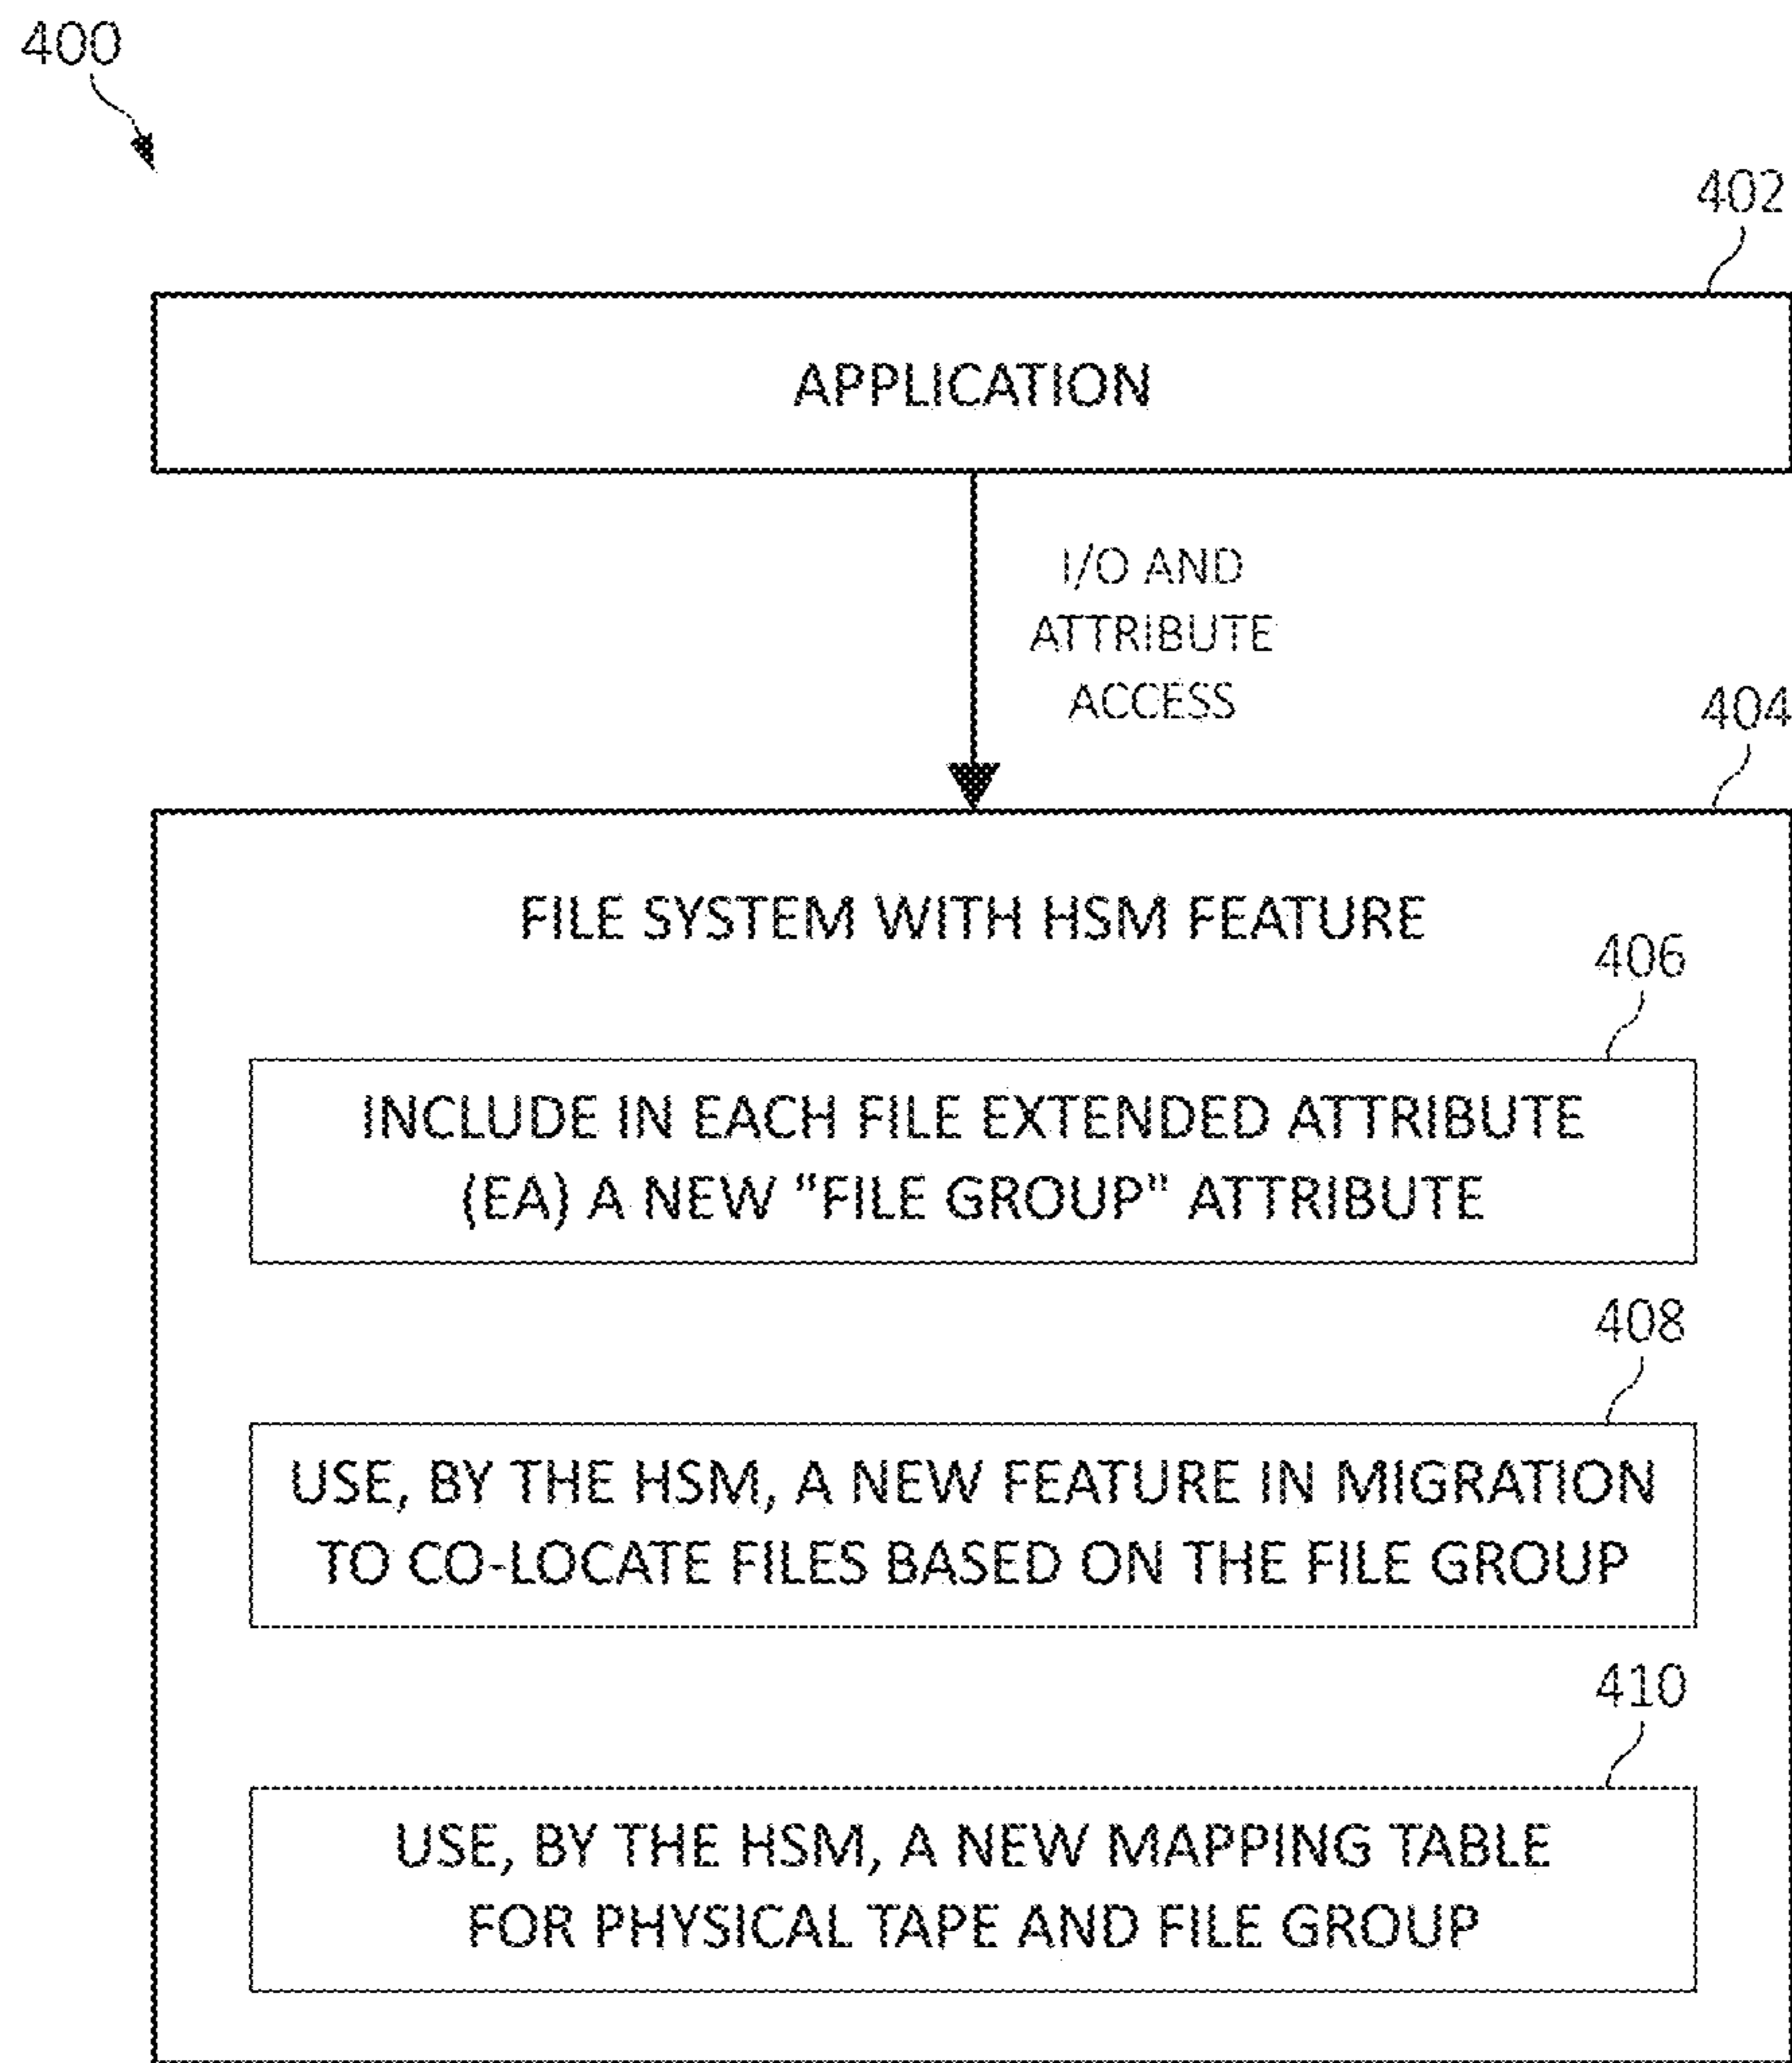 400
402
APPLICATION
I/O AND
ATTRIBUTE
ACCESS
404
FILE SYSTEM WITH HSM FEATURE
406
INCLUDE IN EACH FILE EXTENDED ATTRIBUTE
(EA) A NEW "FILE GROUP" ATTRIBUTE
408
USE, BY THE HSM, A NEW FEATURE IN MIGRATION
TO CO-LOCATE FILES BASED ON THE FILE GROUP
410
USE, BY THE HSM, A NEW MAPPING TABLE
FOR PHYSICAL TAPE AND FILE GROUP